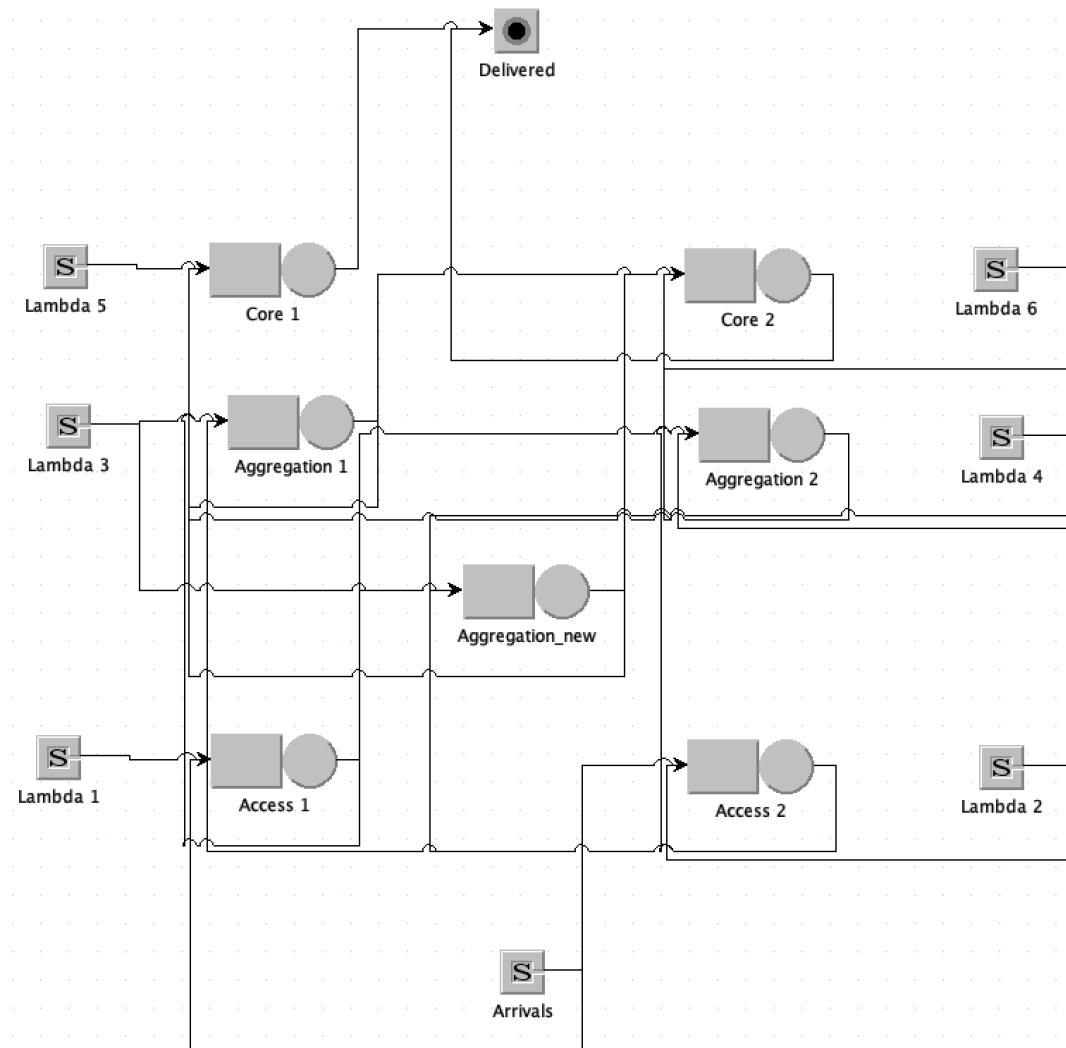 Delivered
S
Lambda 5
Core 1
Core 2
S
Lambda 6
S
Lambda 3
Aggregation 1
Aggregation 2
S
Lambda 4
Aggregation_new
S
Lambda 1
Access 1
Access 2
S
Lambda 2
S
Arrivals